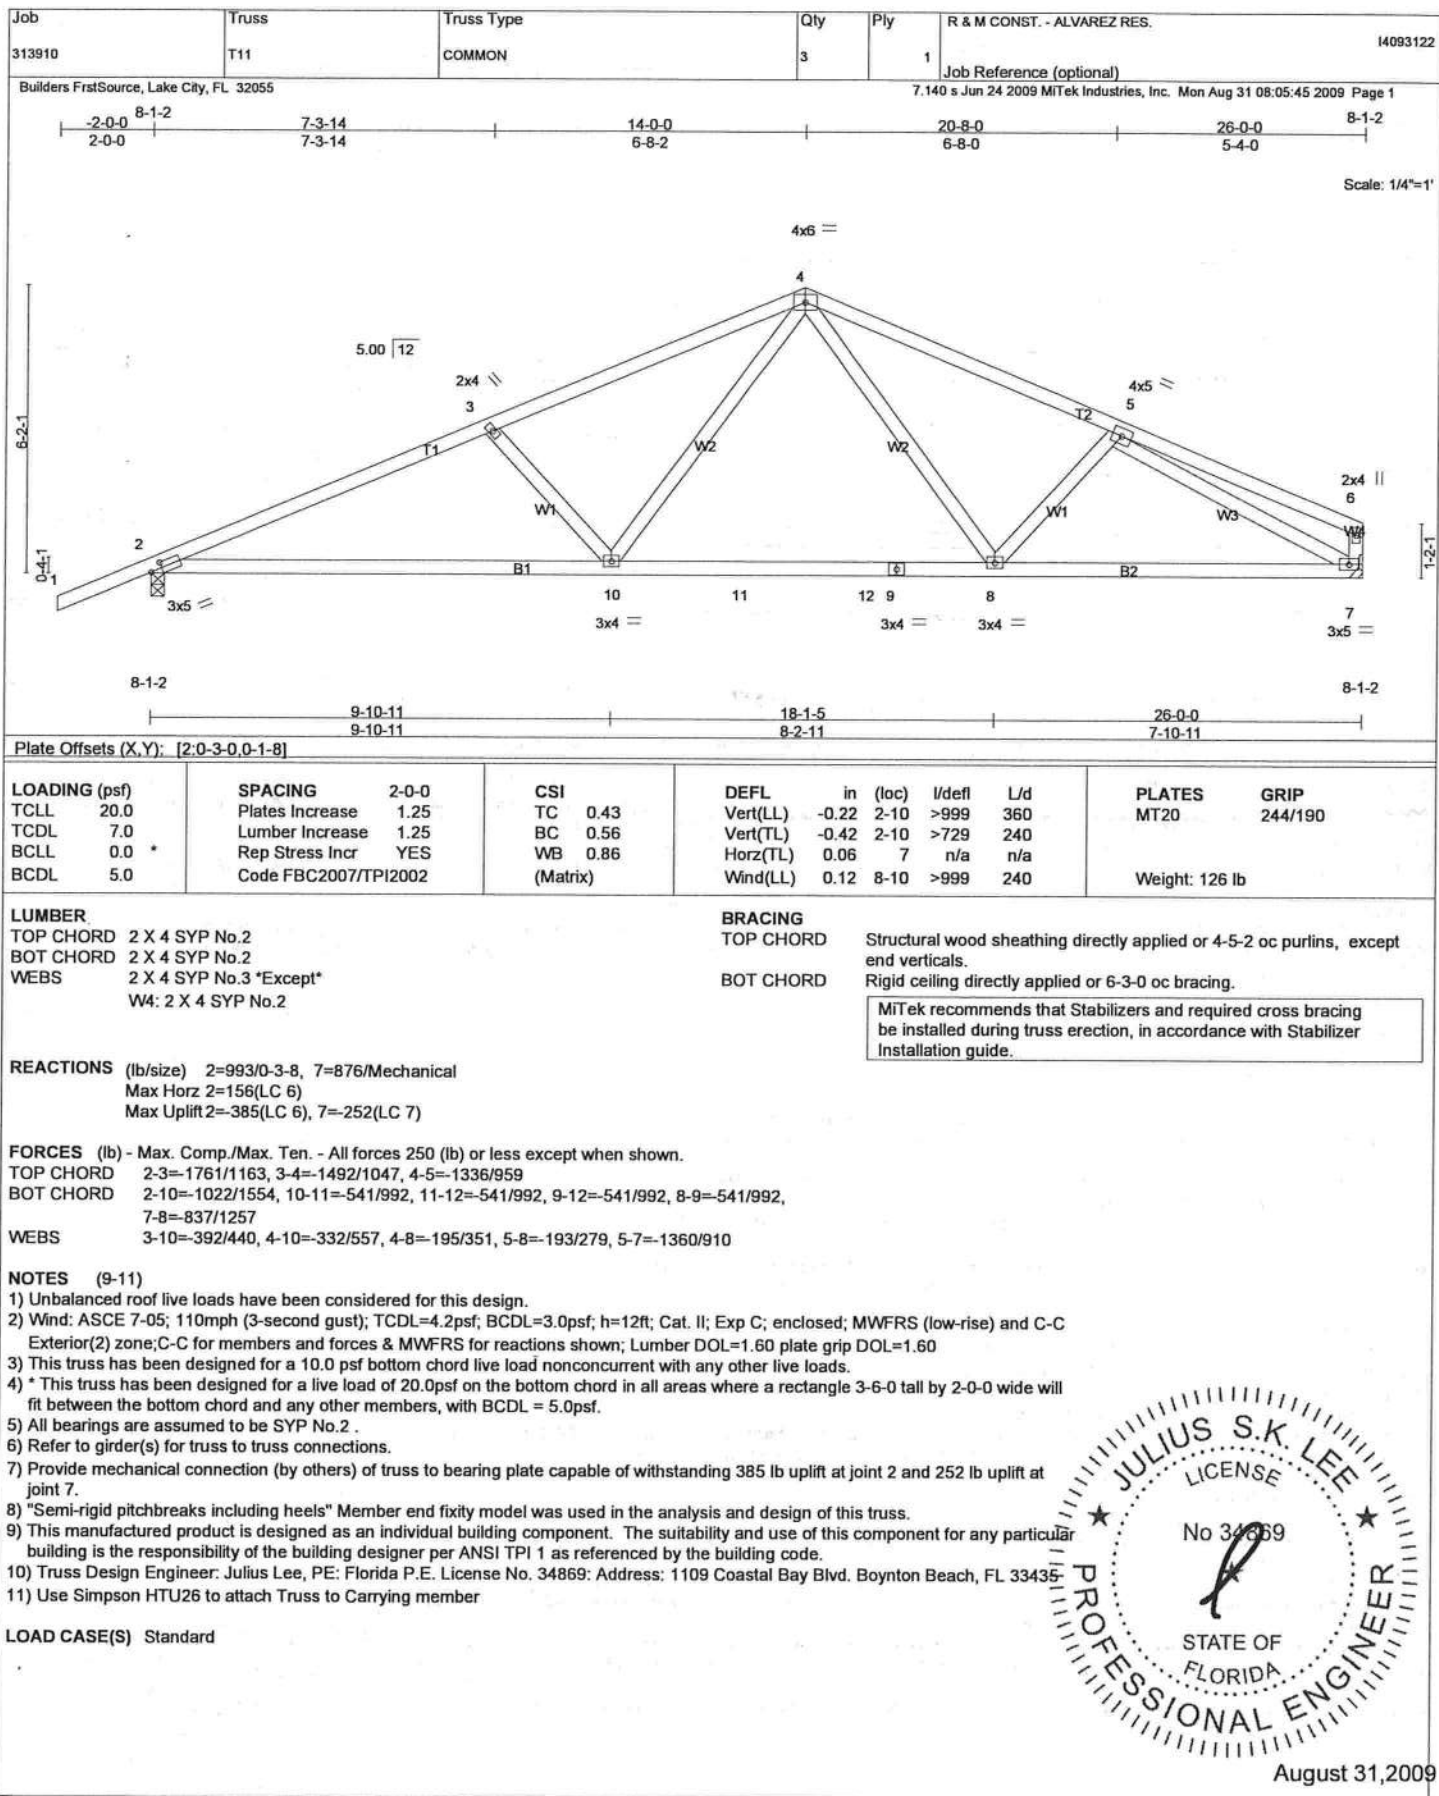 Job Truss Truss Type Qty Ply R & M CONST. - ALVAREZ RES.
I4093122
313910 T11 COMMON 3 1
Job Reference (optional)
Builders FrstSource, Lake City, FL 32055 7.140 s Jun 24 2009 MiTek Industries, Inc. Mon Aug 31 08:05:45 2009 Page 1
-2-0-0 8-1-2 7-3-14 14-0-0 20-8-0 26-0-0 8-1-2
2-0-0 7-3-14 6-8-2 6-8-0 5-4-0
Scale: 1/4"=1'
4x6 =
4
5.00 12
2x4 \\
3
4x5
5
T2
6-2-1
T1
W2
W2
2x4 ||
6
W1
W1
W3
W4
2
0-4-1
1
B1
B2
1-2-1
3x5
10 11 12 9 8
7
3x4 = 3x4 = 3x4 =
3x5 =
8-1-2 8-1-2
9-10-11 18-1-5 26-0-0
9-10-11 8-2-11 7-10-11
Plate Offsets (X,Y): [2:0-3-0,0-1-8]
LOADING (psf) SPACING 2-0-0 CSI DEFL in (loc) l/defl L/d PLATES GRIP
TCLL 20.0 Plates Increase 1.25 TC 0.43 Vert(LL) -0.22 2-10 >999 360 MT20 244/190
TCDL 7.0 Lumber Increase 1.25 BC 0.56 Vert(TL) -0.42 2-10 >729 240
BCLL 0.0 * Rep Stress Incr YES WB 0.86 Horz(TL) 0.06 7 n/a n/a
BCDL 5.0 Code FBC2007/TPI2002 (Matrix) Wind(LL) 0.12 8-10 >999 240 Weight: 126 lb
LUMBER
TOP CHORD 2 X 4 SYP No.2
BOT CHORD 2 X 4 SYP No.2
WEBS 2 X 4 SYP No.3 *Except*
W4: 2 X 4 SYP No.2
BRACING
TOP CHORD Structural wood sheathing directly applied or 4-5-2 oc purlins, except
end verticals.
BOT CHORD Rigid ceiling directly applied or 6-3-0 oc bracing.
MiTek recommends that Stabilizers and required cross bracing
be installed during truss erection, in accordance with Stabilizer
Installation guide.
REACTIONS (lb/size) 2=993/0-3-8, 7=876/Mechanical
Max Horz 2=156(LC 6)
Max Uplift 2=-385(LC 6), 7=-252(LC 7)
FORCES (lb) - Max. Comp./Max. Ten. - All forces 250 (lb) or less except when shown.
TOP CHORD 2-3=-1761/1163, 3-4=-1492/1047, 4-5=-1336/959
BOT CHORD 2-10=-1022/1554, 10-11=-541/992, 11-12=-541/992, 9-12=-541/992, 8-9=-541/992,
7-8=-837/1257
WEBS 3-10=-392/440, 4-10=-332/557, 4-8=-195/351, 5-8=-193/279, 5-7=-1360/910
NOTES (9-11)
1) Unbalanced roof live loads have been considered for this design.
2) Wind: ASCE 7-05; 110mph (3-second gust); TCDL=4.2psf; BCDL=3.0psf; h=12ft; Cat. II; Exp C; enclosed; MWFRS (low-rise) and C-C
Exterior(2) zone;C-C for members and forces & MWFRS for reactions shown; Lumber DOL=1.60 plate grip DOL=1.60
3) This truss has been designed for a 10.0 psf bottom chord live load nonconcurrent with any other live loads.
4) * This truss has been designed for a live load of 20.0psf on the bottom chord in all areas where a rectangle 3-6-0 tall by 2-0-0 wide will
fit between the bottom chord and any other members, with BCDL = 5.0psf.
5) All bearings are assumed to be SYP No.2 .
6) Refer to girder(s) for truss to truss connections.
7) Provide mechanical connection (by others) of truss to bearing plate capable of withstanding 385 lb uplift at joint 2 and 252 lb uplift at
joint 7.
8) "Semi-rigid pitchbreaks including heels" Member end fixity model was used in the analysis and design of this truss.
9) This manufactured product is designed as an individual building component. The suitability and use of this component for any particular
building is the responsibility of the building designer per ANSI TPI 1 as referenced by the building code.
10) Truss Design Engineer: Julius Lee, PE: Florida P.E. License No. 34869: Address: 1109 Coastal Bay Blvd. Boynton Beach, FL 33435
11) Use Simpson HTU26 to attach Truss to Carrying member
LOAD CASE(S) Standard
JULIUS S.K. LEE
LICENSE
No 34869
STATE OF
FLORIDA
PROFESSIONAL ENGINEER
August 31,2009